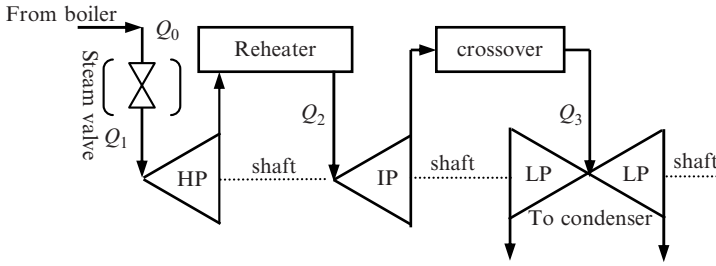 From boiler
Q0
Reheater
crossover
Steam valve
Q1
Q2
Q3
HP
shaft
IP
shaft
LP
LP
shaft
To condenser